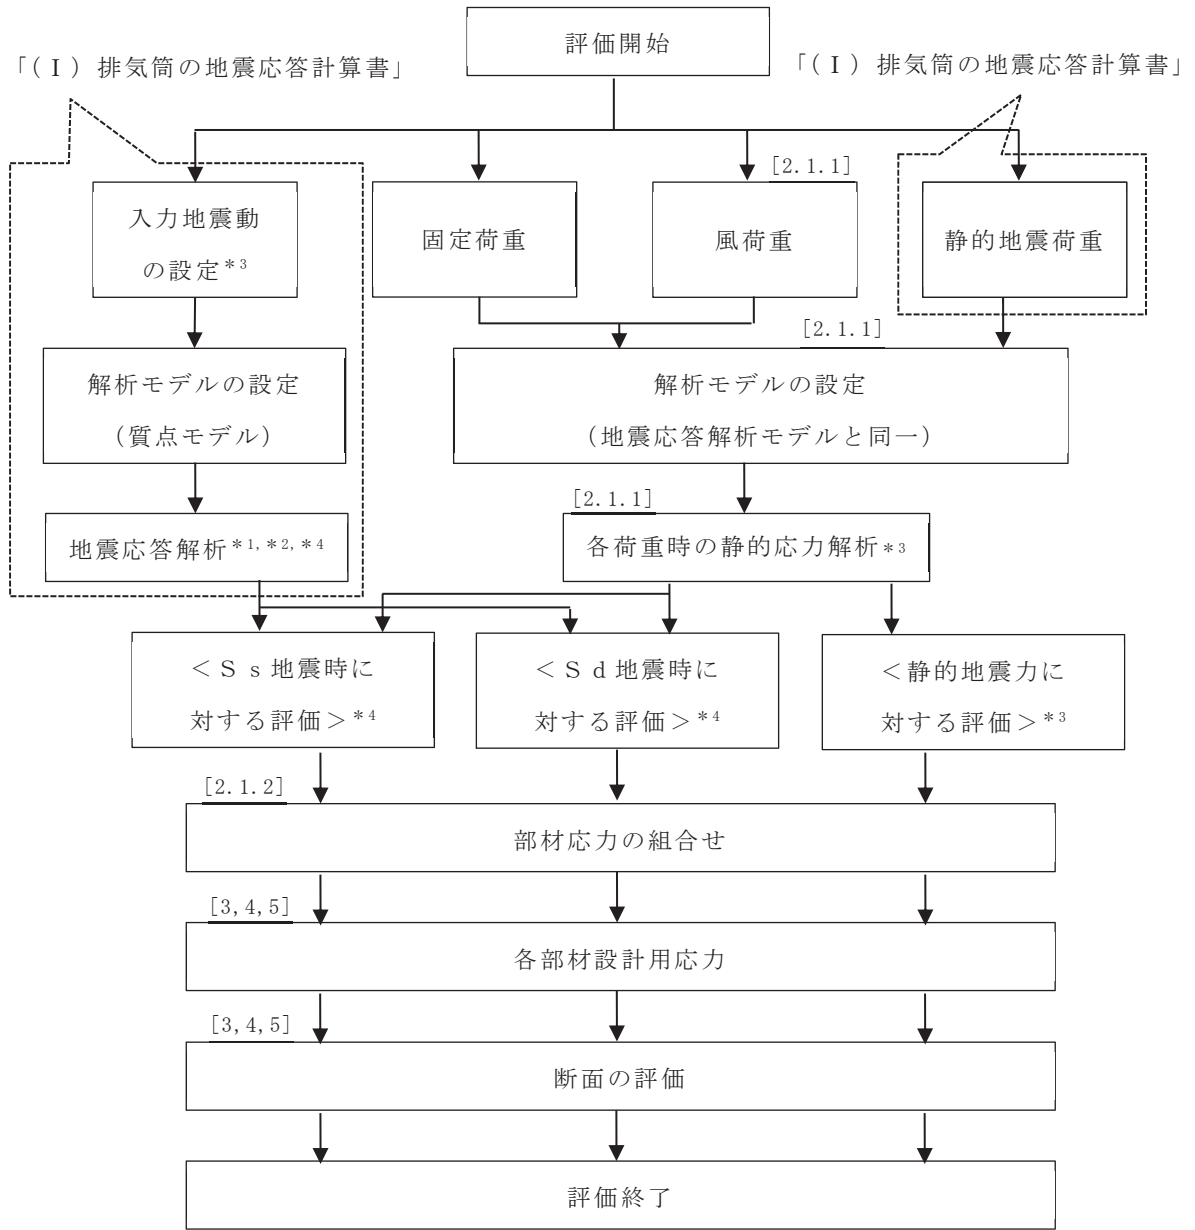 評価開始
「(Ⅰ) 排気筒の地震応答計算書」
「(Ⅰ) 排気筒の地震応答計算書」
入力地震動
の設定*3
固定荷重
[2.1.1]
風荷重
静的地震荷重
解析モデルの設定
(質点モデル)
[2.1.1]
解析モデルの設定
(地震応答解析モデルと同一)
地震応答解析*1,*2,*4
[2.1.1]
各荷重時の静的応力解析*3
<Ss地震時に
対する評価>*4
<Sd地震時に
対する評価>*4
<静的地震力に
対する評価>*3
[2.1.2]
部材応力の組合せ
[3,4,5]
各部材設計用応力
[3,4,5]
断面の評価
評価終了